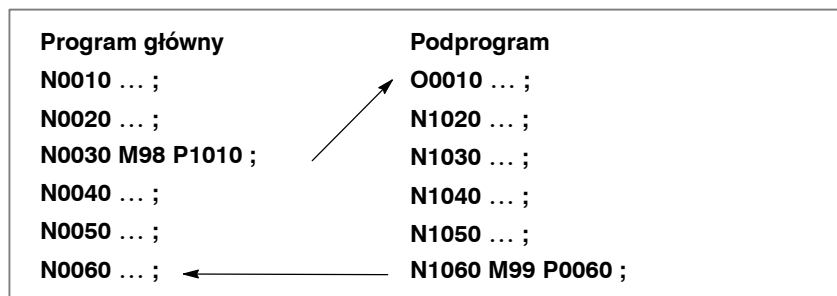 Program główny
N0010 … ;
N0020 … ;
N0030 M98 P1010 ;
N0040 … ;
N0050 … ;
N0060 … ;
Podprogram
O0010 … ;
N1020 … ;
N1030 … ;
N1040 … ;
N1050 … ;
N1060 M99 P0060 ;